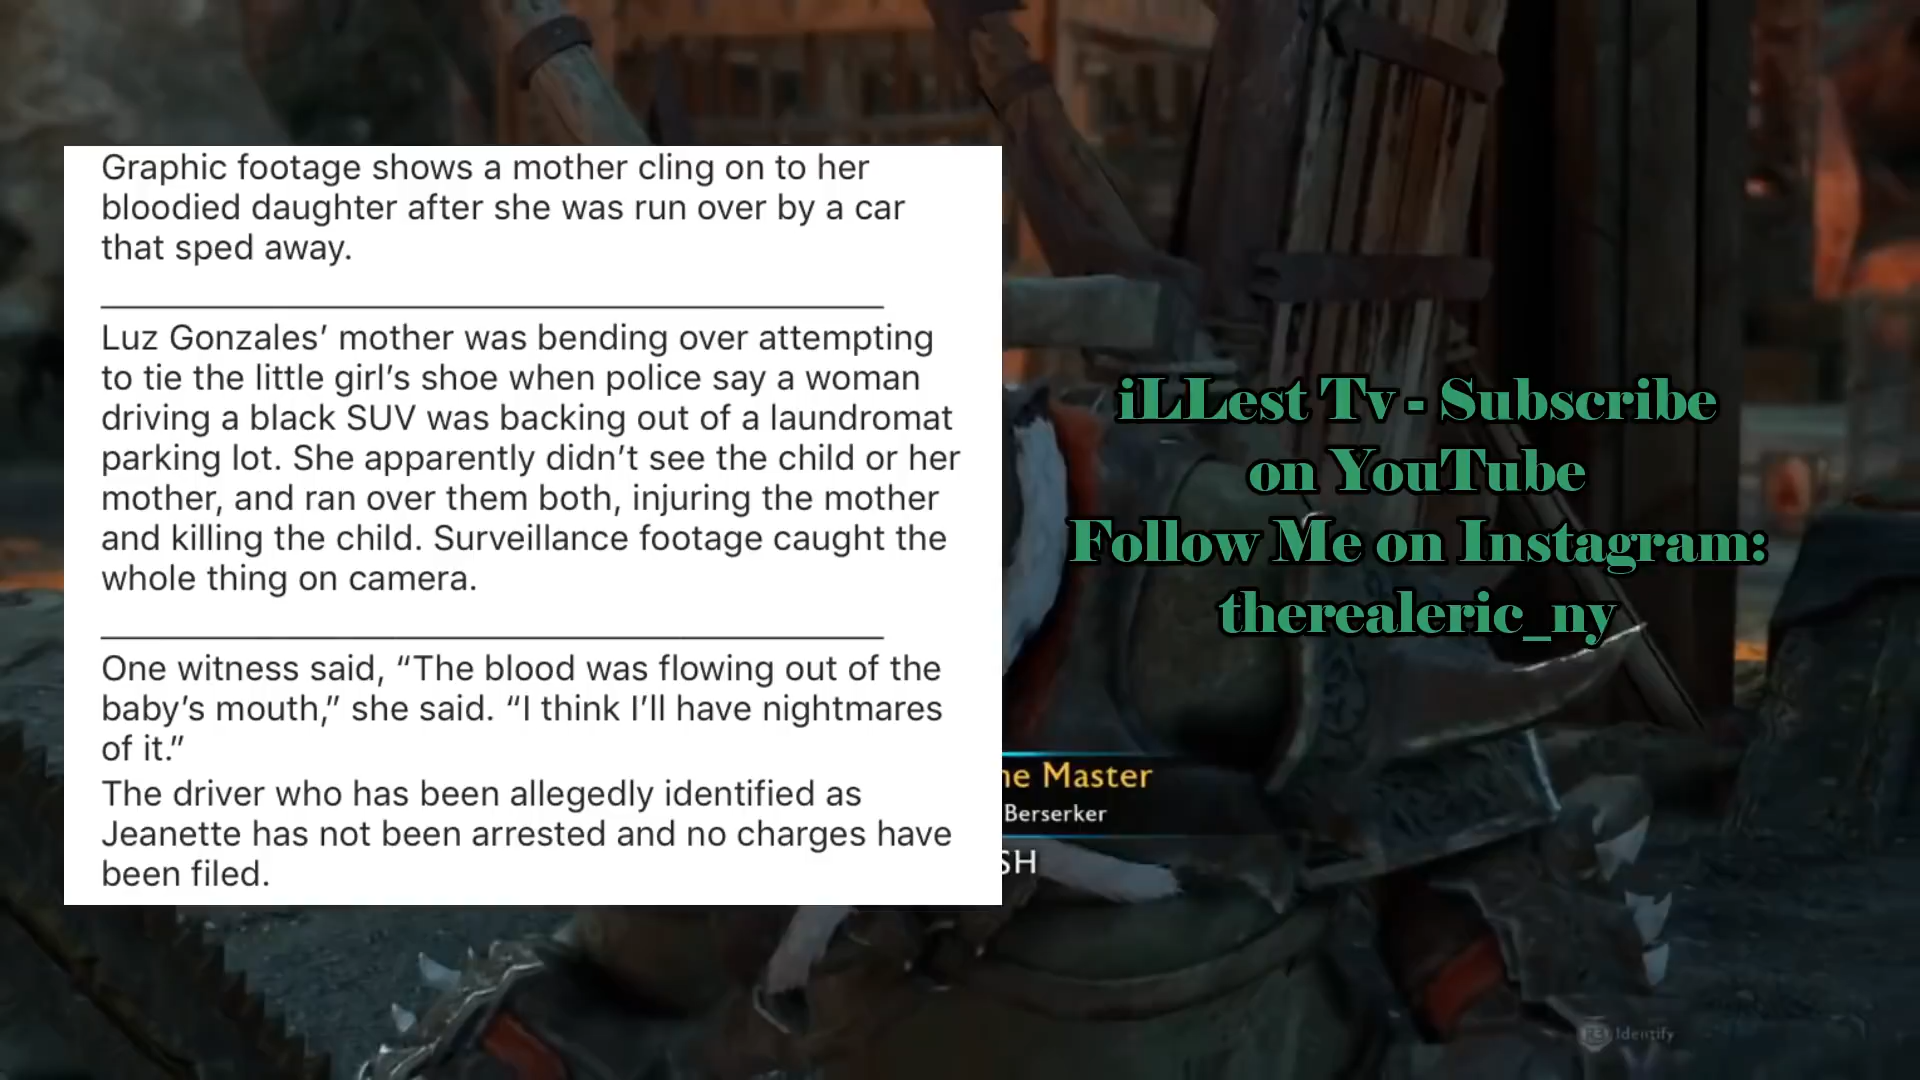 Graphic footage shows a mother cling on to her
bloodied daughter after she was run over by a car
that sped away.
Luz Gonzales’ mother was bending over attempting
to tie the little girl’s shoe when police say a woman
driving a black SUV was backing out of a laundromat
parking lot. She apparently didn’t see the child or her
mother, and ran over them both, injuring the mother
and killing the child. Surveillance footage caught the
whole thing on camera.
One witness said, “The blood was flowing out of the
baby’s mouth,” she said. “I think I’ll have nightmares
of it.”
The driver who has been allegedly identified as
Jeanette has not been arrested and no charges have
been filed.
iLLest Tv - Subscribe
on YouTube
Follow Me on Instagram:
therealeric_ny
Master
Berserker
SH
R3 Identify